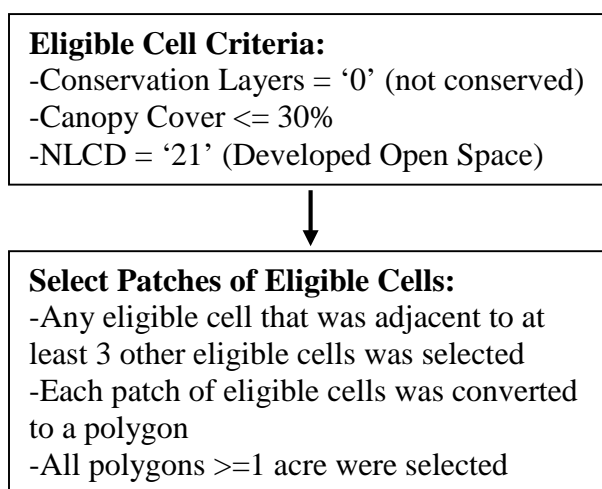 Eligible Cell Criteria:
-Conservation Layers = ‘0’ (not conserved)
-Canopy Cover <= 30%
-NLCD = ‘21’ (Developed Open Space)
Select Patches of Eligible Cells:
-Any eligible cell that was adjacent to at
least 3 other eligible cells was selected
-Each patch of eligible cells was converted
to a polygon
-All polygons >=1 acre were selected